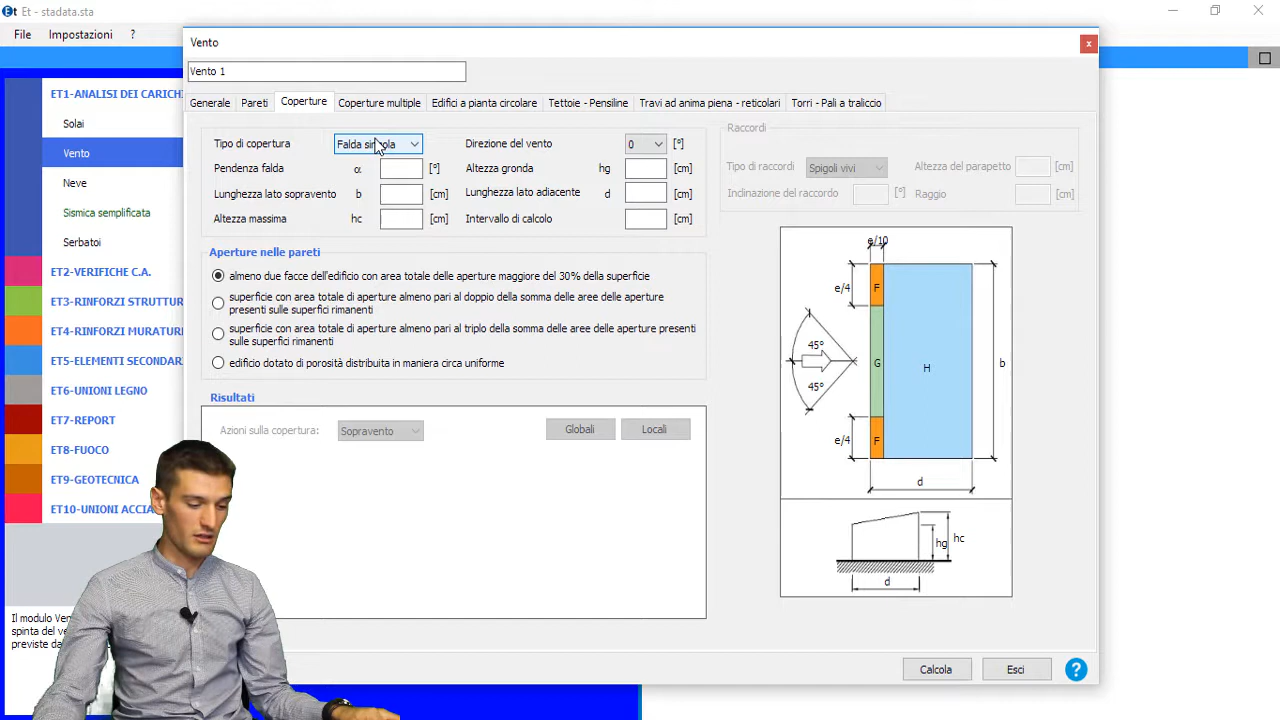 Et - stadata.sta
File Impostazioni ?
Vento
Vento 1
Generale Pareti Coperture Coperture multiple Edifici a pianta circolare Tettoie - Pensiline Travi ad anima piena - reticolari Torri - Pali a traliccio
ET1-ANALISI DEI CARICHI
Solai
Vento
Neve
Sismica semplificata
Serbatoi
ET2-VERIFICHE C.A.
ET3-RINFORZI STRUTTUR
ET4-RINFORZI MURATURE
ET5-ELEMENTI SECONDAR
ET6-UNIONI LEGNO
ET7-REPORT
ET8-FUOCO
ET9-GEOTECNICA
ET10-UNIONI ACCIA
Il modulo Ven
spinta del ve
previste da
Tipo di copertura Falda singola Direzione del vento 0 [°]
Pendenza falda α [°] Altezza gronda hg [cm]
Lunghezza lato sopravento b [cm] Lunghezza lato adiacente d [cm]
Altezza massima hc [cm] Intervallo di calcolo [cm]
Raccordi
Tipo di raccordi Spigoli vivi Altezza del parapetto [cm]
Inclinazione del raccordo [°] Raggio [cm]
Aperture nelle pareti
almeno due facce dell'edificio con area totale delle aperture maggiore del 30% della superficie
superficie con area totale di aperture almeno pari al doppio della somma delle aree delle aperture
presenti sulle superfici rimanenti
superficie con area totale di aperture almeno pari al triplo della somma delle aree delle aperture presenti
sulle superfici rimanenti
edificio dotato di porosità distribuita in maniera circa uniforme
Risultati
Azioni sulla copertura: Sopravento Globali Locali
e/10
e/4 F
45°
G H b
45°
e/4 F
d
hg hc
d
Calcola Esci ?